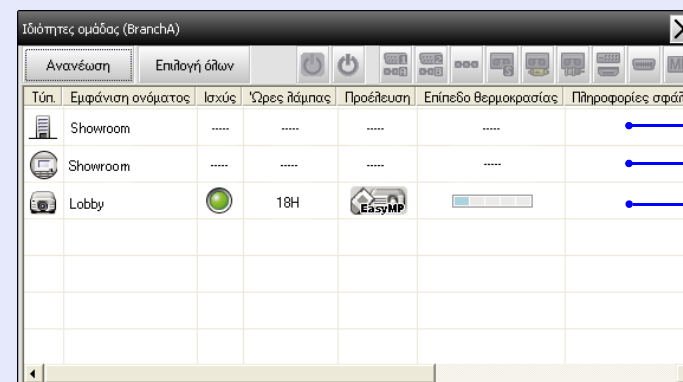 Ιδιότητες ομάδας (BranchA)
Ανανέωση Επιλογή όλων
Τύπ. Εμφάνιση ονόματος Ισχύς Ώρες λάμπας Προέλευση Επίπεδο θερμοκρασίας Πληροφορίες σφάλ
Showroom ----- ----- ----- -----
Showroom ----- ----- ----- -----
Lobby 18H EasyMP